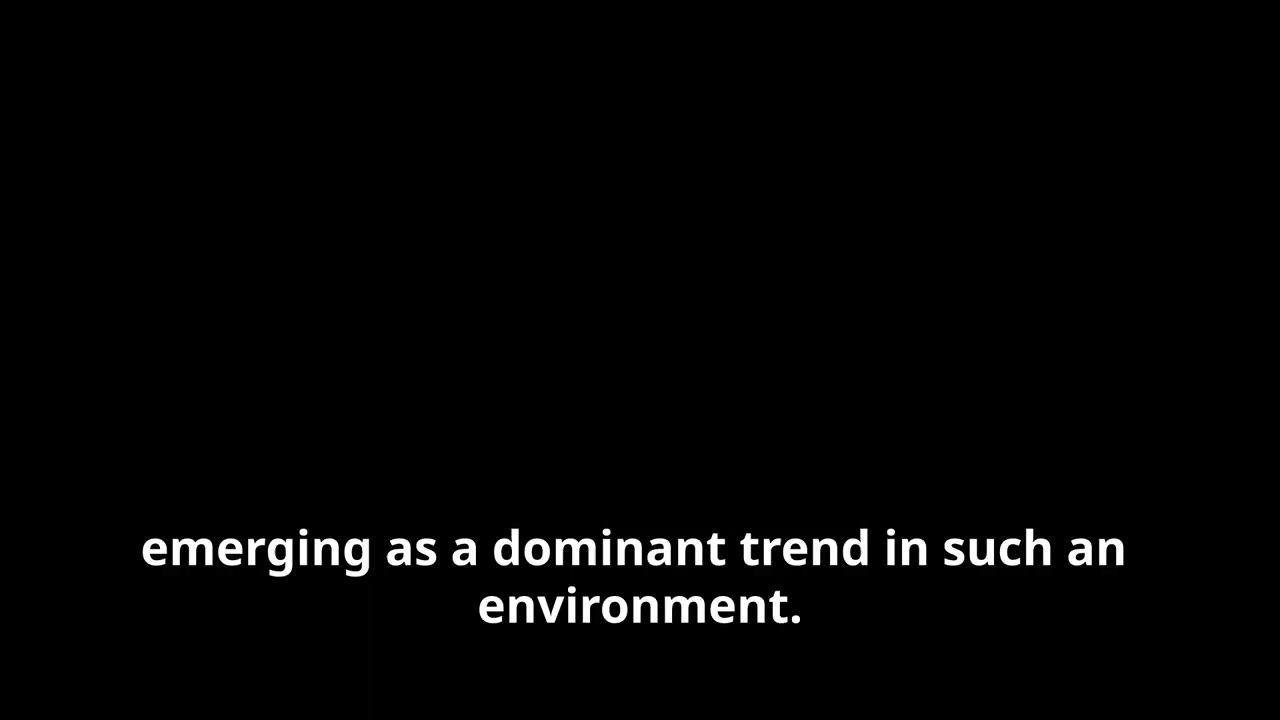 emerging as a dominant trend in such an
environment.